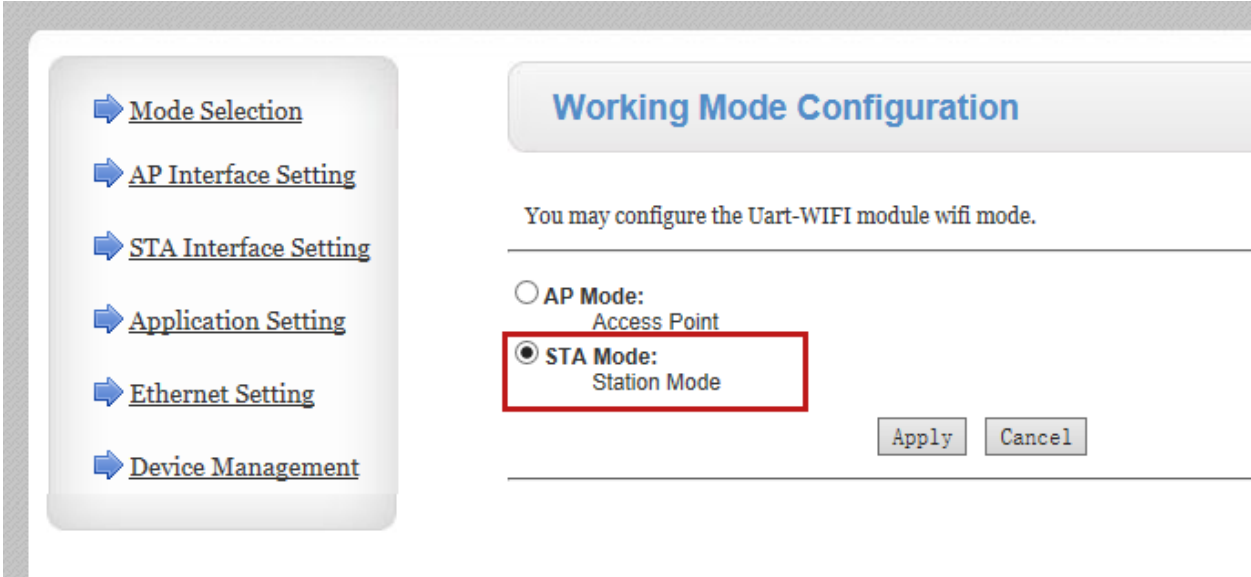 Mode Selection
AP Interface Setting
STA Interface Setting
Application Setting
Ethernet Setting
Device Management
Working Mode Configuration
You may configure the Uart-WIFI module wifi mode.
AP Mode:
Access Point
STA Mode:
Station Mode
Apply Cancel